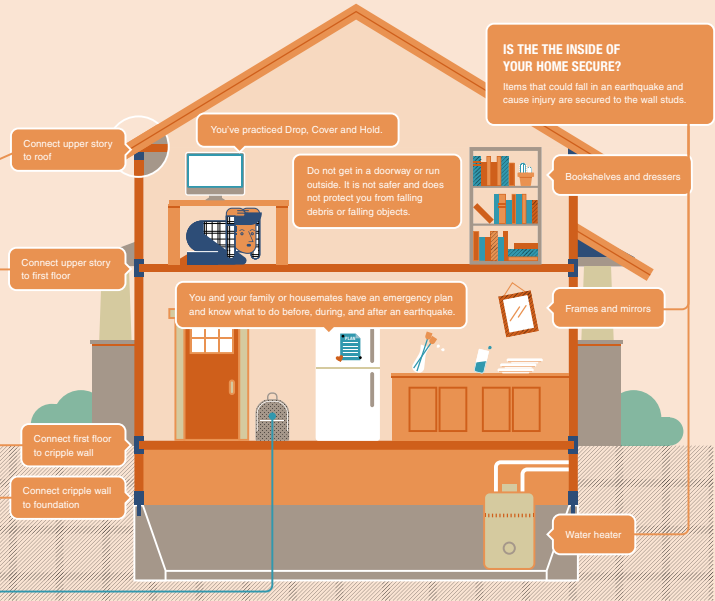 IS THE THE INSIDE OF
YOUR HOME SECURE?
Items that could fall in an earthquake and
cause injury are secured to the wall studs.
You've practiced Drop, Cover and Hold.
Connect upper story
to roof
Do not get in a doorway or run
outside. It is not safer and does
not protect you from falling
debris or falling objects.
Bookshelves and dressers
Connect upper story
to first floor
You and your family or housemates have an emergency plan
and know what to do before, during, and after an earthquake.
Frames and mirrors
PLAN
Connect first floor
to cripple wall
Connect cripple wall
to foundation
Water heater